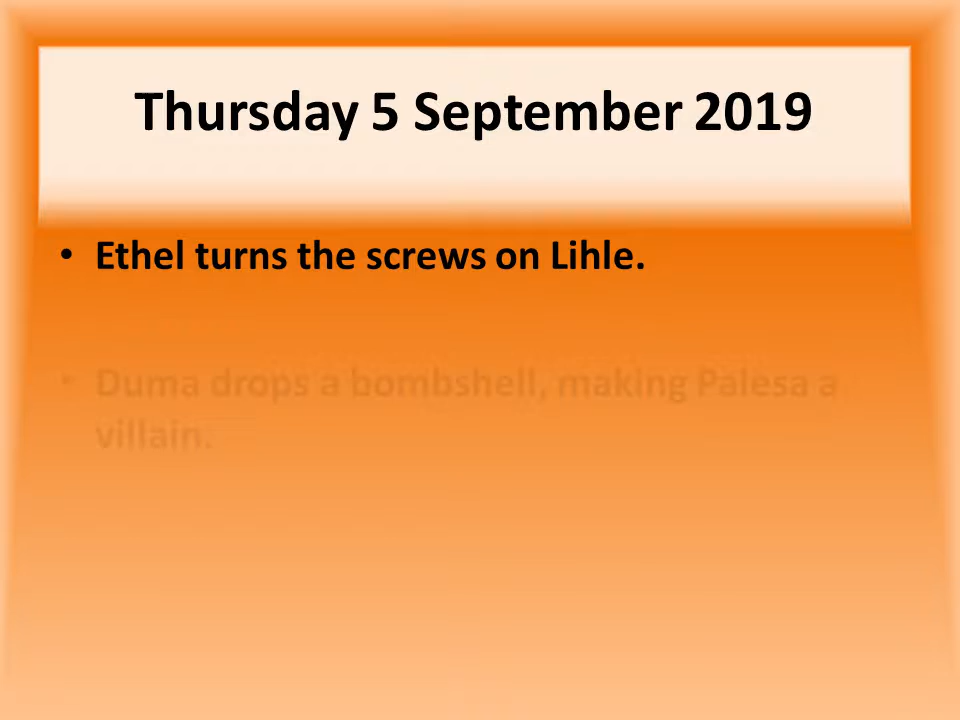 Thursday 5 September 2019
• Ethel turns the screws on Lihle.
• Duma drops a bombshell, making Palesa a
villain.